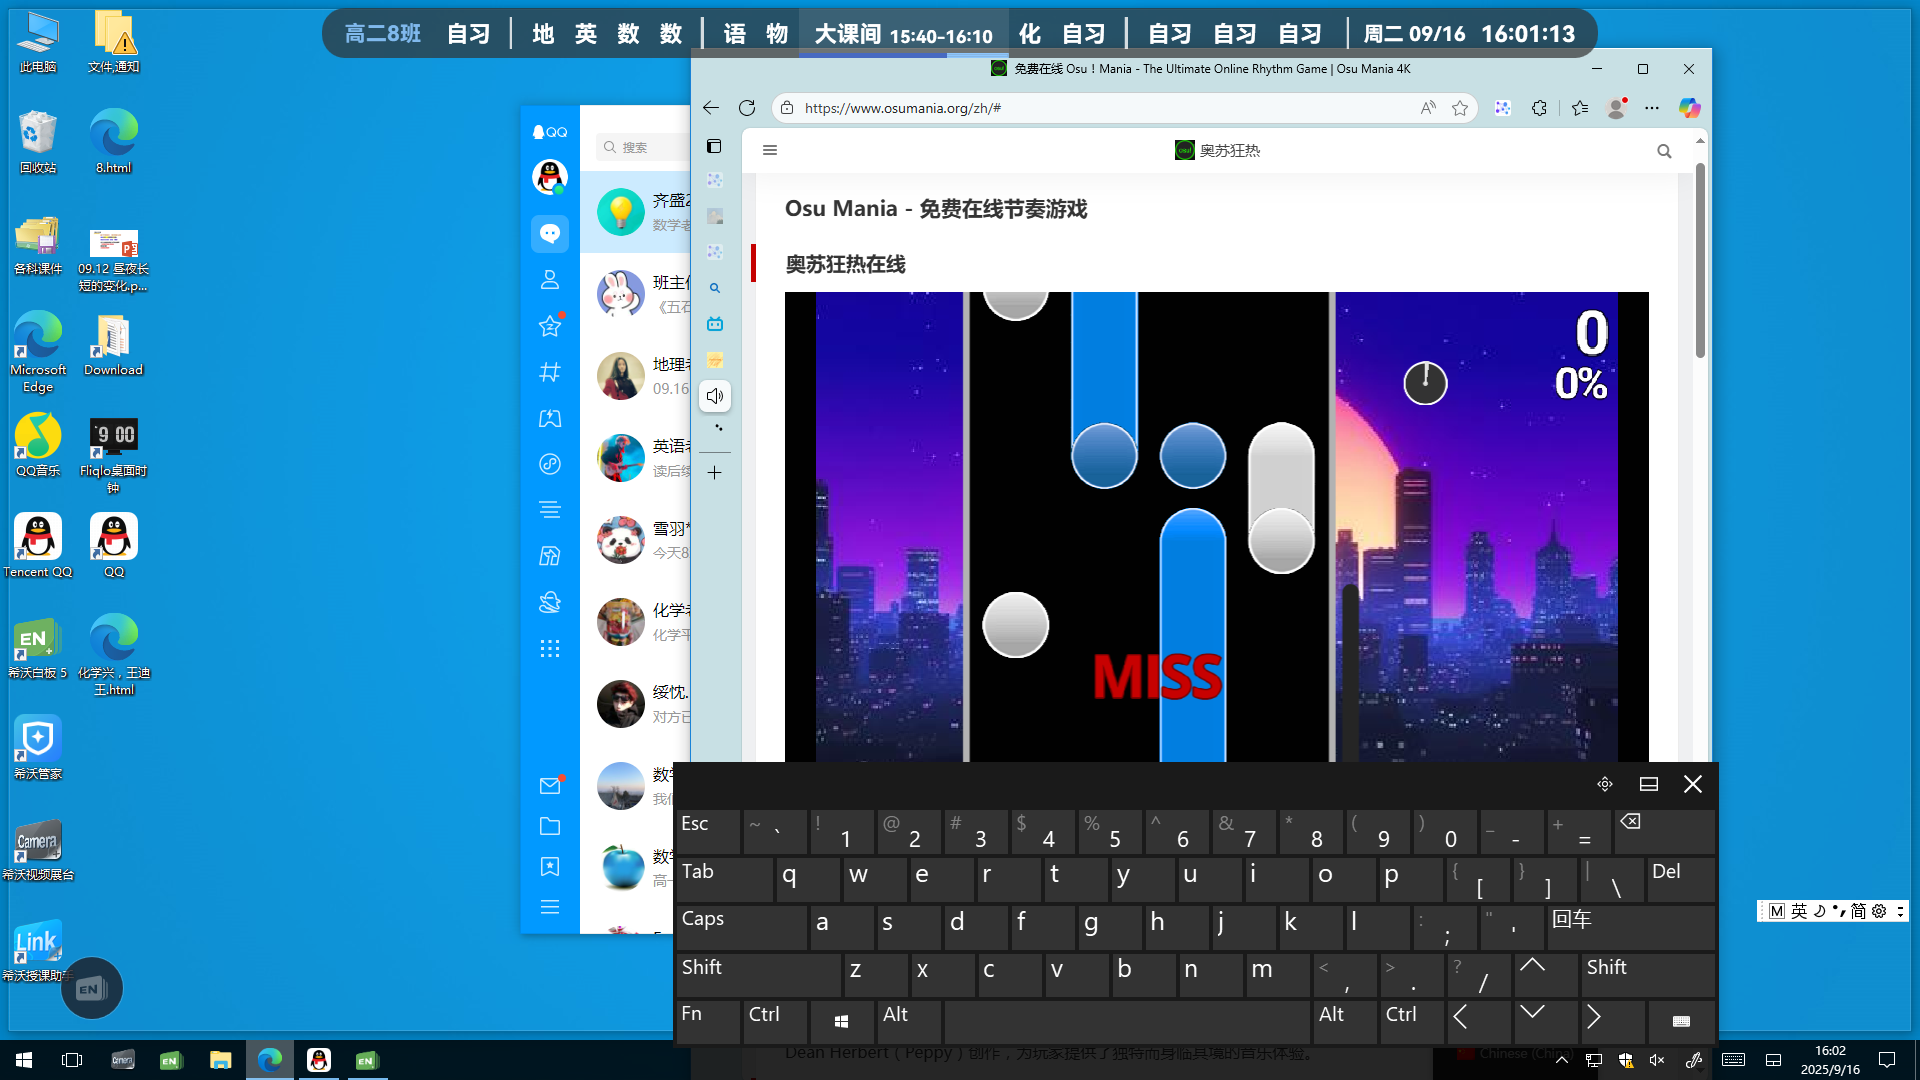 高二8班 自习 | 地 英 数 数 | 语 物 大课间 15:40-16:10 化 自习 | 自习 自习 自习 | 周二 09/16 16:01:13
此电脑
文件,通知
回收站
8.html
各科课件
09.12 昼夜长短的变化.p...
Microsoft Edge
Download
QQ音乐
Fliqlo桌面时钟
9 00
Tencent QQ
QQ
希沃白板 5
化学兴，王迪王.html
希沃管家
Camera
希沃视频展台
Link
希沃授课助手
EN
QQ
搜索
齐盛2
数学老
班主任
《五石
地理老
09.16
英语老
读后续
雪羽
今天8
化学老
化学平
绥忱.
对方已
数学
我们
数学
高一
免费在线 Osu！Mania - The Ultimate Online Rhythm Game | Osu Mania 4K
https://www.osumania.org/zh/#
奥苏狂热
Osu Mania - 免费在线节奏游戏
奥苏狂热在线
0
0%
MISS
Esc ~ ` ! 1 @ 2 # 3 $ 4 % 5 ^ 6 & 7 * 8 ( 9 ) 0 _ - + =
Tab q w e r t y u i o p { [ } ] | \ Del
Caps a s d f g h j k l : ; " ' 回车
Shift z x c v b n m < , > . ? / Shift
Fn Ctrl Alt Alt Ctrl
Dean Herbert（Peppy）创作，为玩家提供了独特而身临其境的音乐体验。
Chinese (China)
M 英 简
16:02
2025/9/16